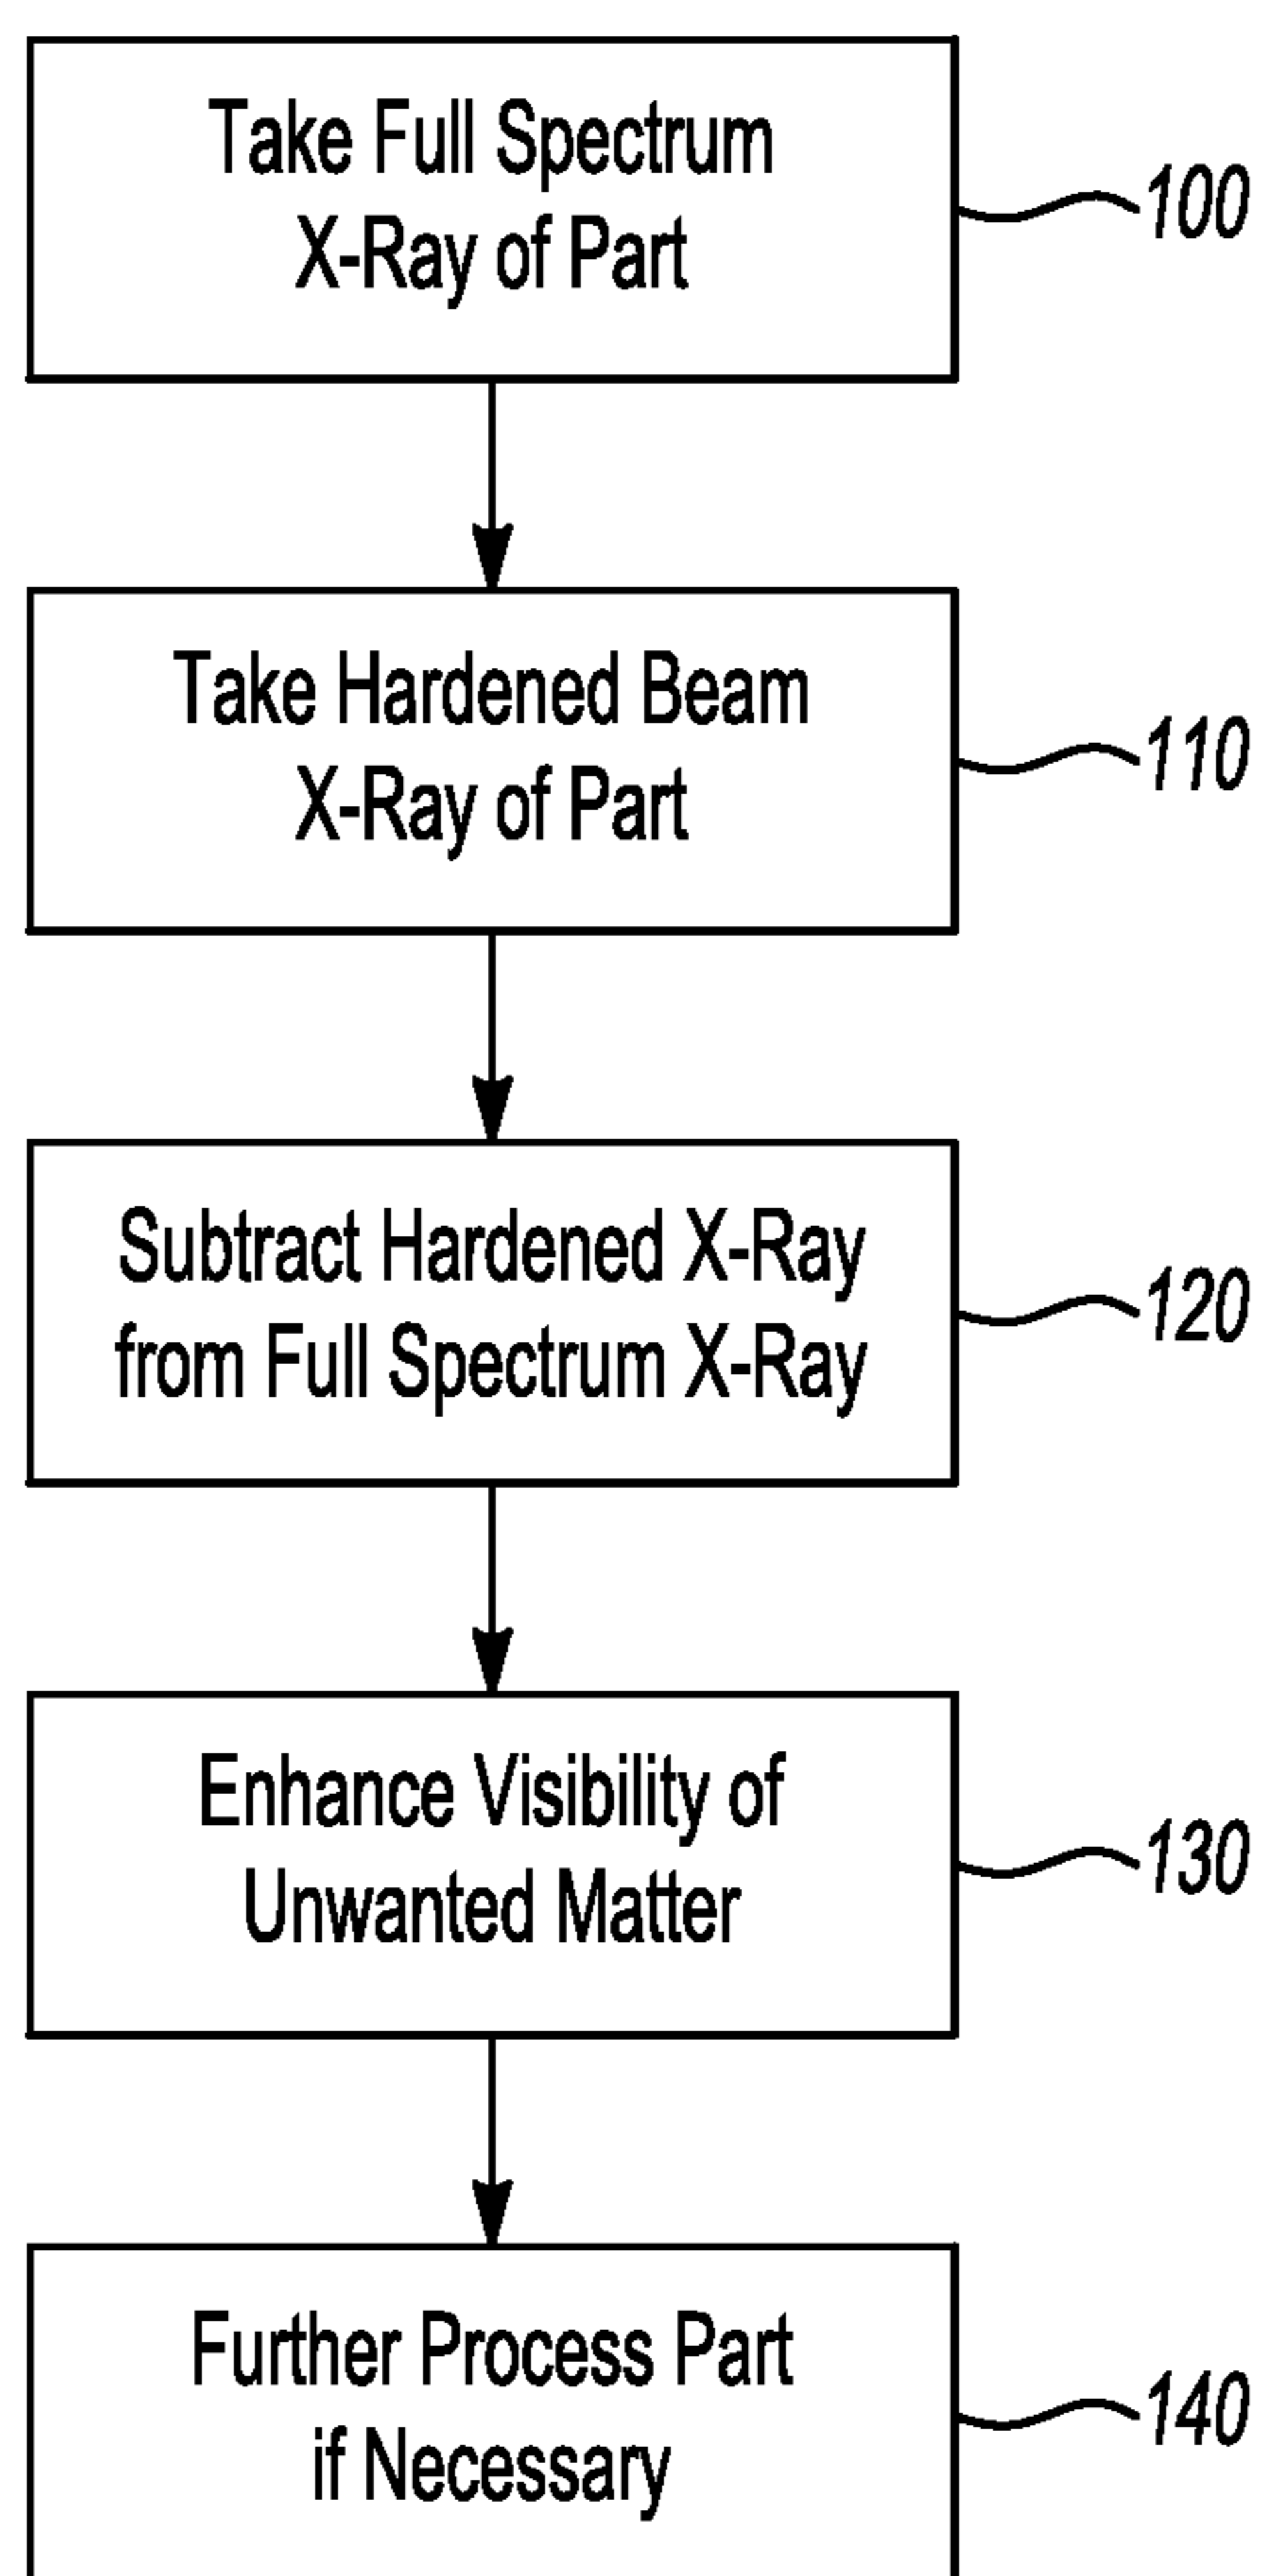 Take Full Spectrum
X-Ray of Part
100
Take Hardened Beam
X-Ray of Part
110
Subtract Hardened X-Ray
from Full Spectrum X-Ray
120
Enhance Visibility of
Unwanted Matter
130
Further Process Part
if Necessary
140